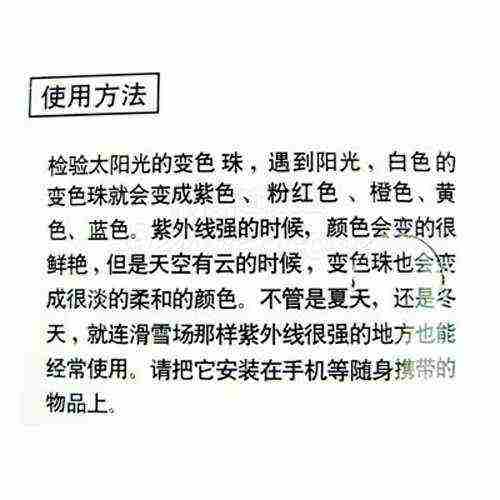 使用方法
检验太阳光的变色珠，遇到阳光，白色的
变色珠就会变成紫色、粉红色、橙色、黄
色、蓝色。紫外线强的时候，颜色会变的很
鲜艳，但是天空有云的时候，变色珠也会变
成很淡的柔和的颜色。不管是夏天，还是冬
天，就连滑雪场那样紫外线很强的地方也能
经常使用。请把它安装在手机等随身携带的
物品上。